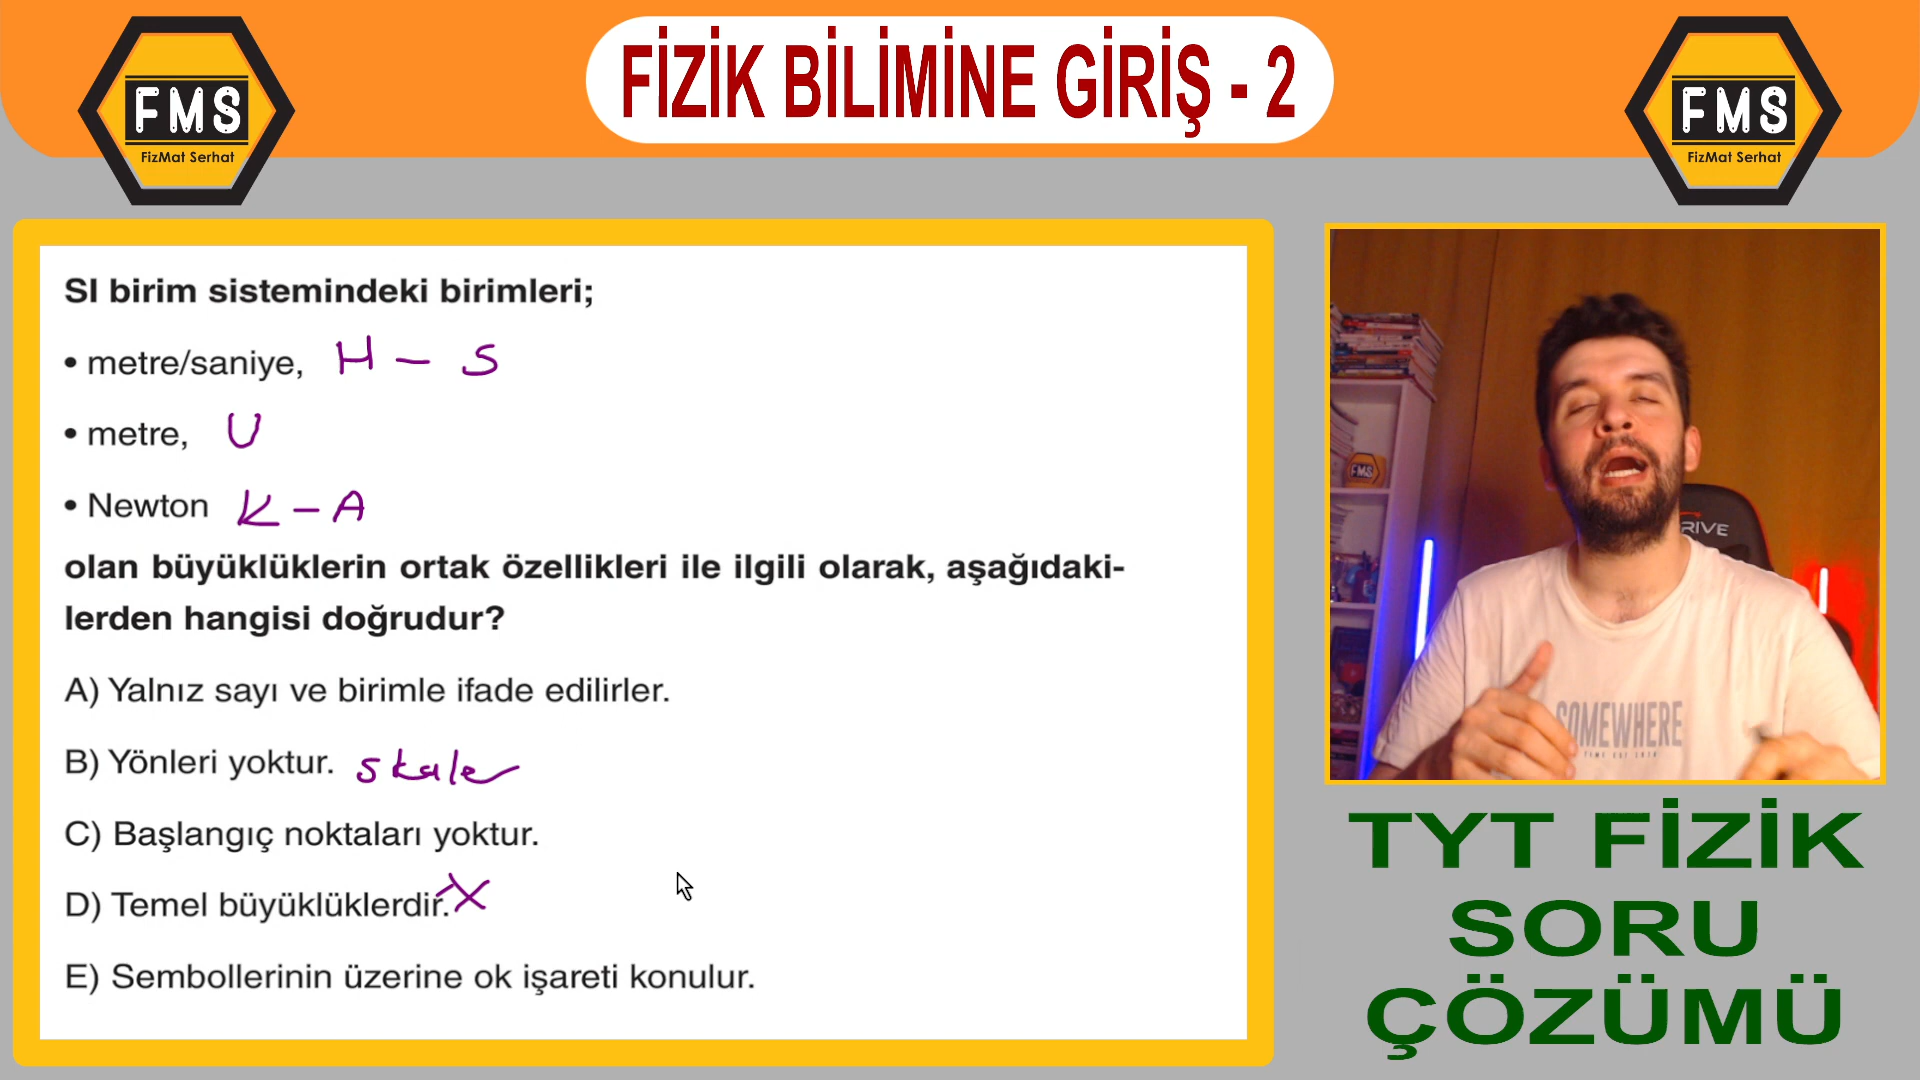 FİZİK BİLİMİNE GİRİŞ - 2
FMS
FizMat Serhat
FMS
FizMat Serhat
SI birim sistemindeki birimleri;
• metre/saniye, H - S
• metre, U
• Newton K - A
olan büyüklüklerin ortak özellikleri ile ilgili olarak, aşağıdaki-
lerden hangisi doğrudur?
A) Yalnız sayı ve birimle ifade edilirler.
B) Yönleri yoktur. skaler
C) Başlangıç noktaları yoktur.
D) Temel büyüklüklerdir. X
E) Sembollerinin üzerine ok işareti konulur.
FMS
RIVE
SOMEWHERE
TYT FİZİK
SORU
ÇÖZÜMÜ